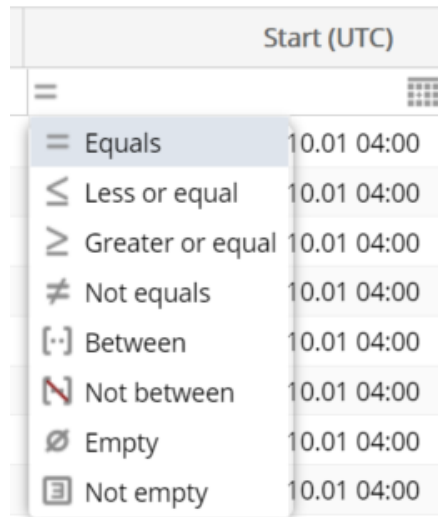 Start (UTC)
=
= Equals 10.01 04:00
≤ Less or equal 10.01 04:00
≥ Greater or equal 10.01 04:00
≠ Not equals 10.01 04:00
[··] Between 10.01 04:00
Not between 10.01 04:00
Ø Empty 10.01 04:00
3 Not empty 10.01 04:00